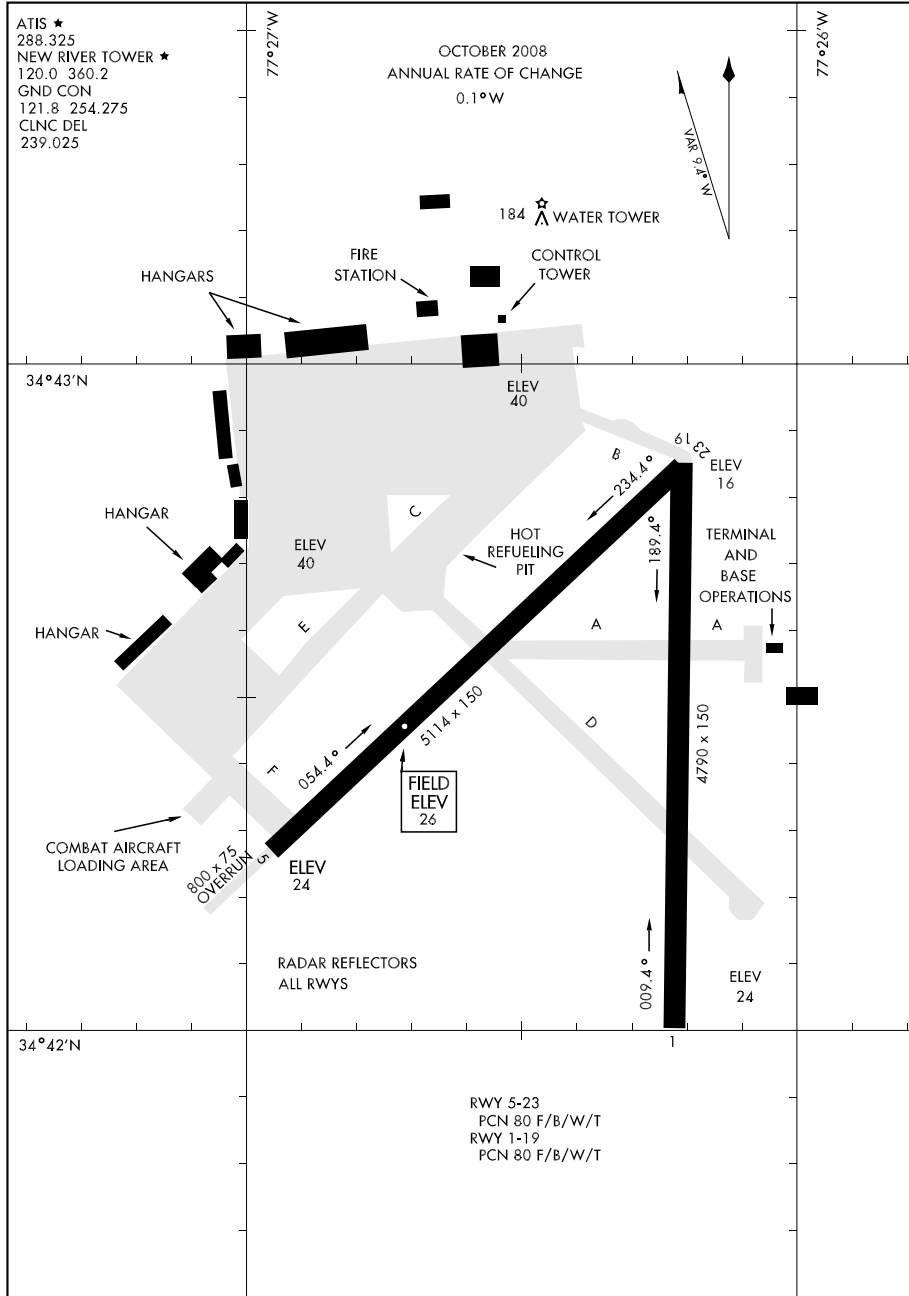 ATIS ★
288.325
NEW RIVER TOWER ★
120.0 360.2
GND CON
121.8 254.275
CLNC DEL
239.025
77°27'W
OCTOBER 2008
ANNUAL RATE OF CHANGE
0.1° W
77°26'W
VAR 9.4° W
184
WATER TOWER
FIRE
STATION
CONTROL
TOWER
HANGARS
34°43'N
ELEV
40
23
19
ELEV
16
B
234.4°
C
HOT
REFUELING
PIT
189.4°
TERMINAL
AND
BASE
OPERATIONS
HANGAR
ELEV
40
HANGAR
E
A
A
5114 x 150
D
4790 x 150
054.4°
F
FIELD
ELEV
26
COMBAT AIRCRAFT
LOADING AREA
800 x 75
OVERRUN
5
ELEV
24
RADAR REFLECTORS
ALL RWYS
009.4°
ELEV
24
34°42'N
1
RWY 5-23
PCN 80 F/B/W/T
RWY 1-19
PCN 80 F/B/W/T